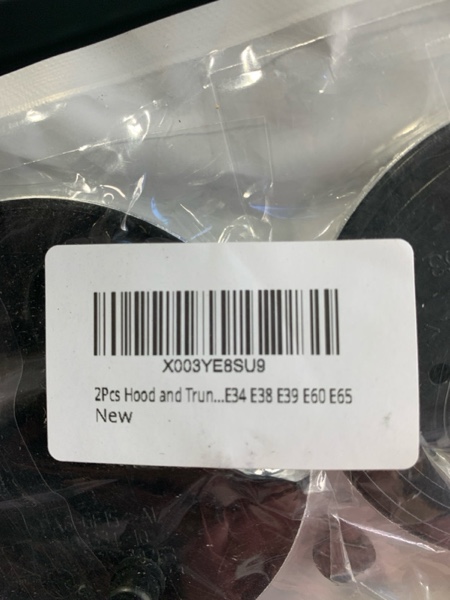 X003YE8SU9
2Pcs Hood and Trun...E34 E38 E39 E60 E65
New